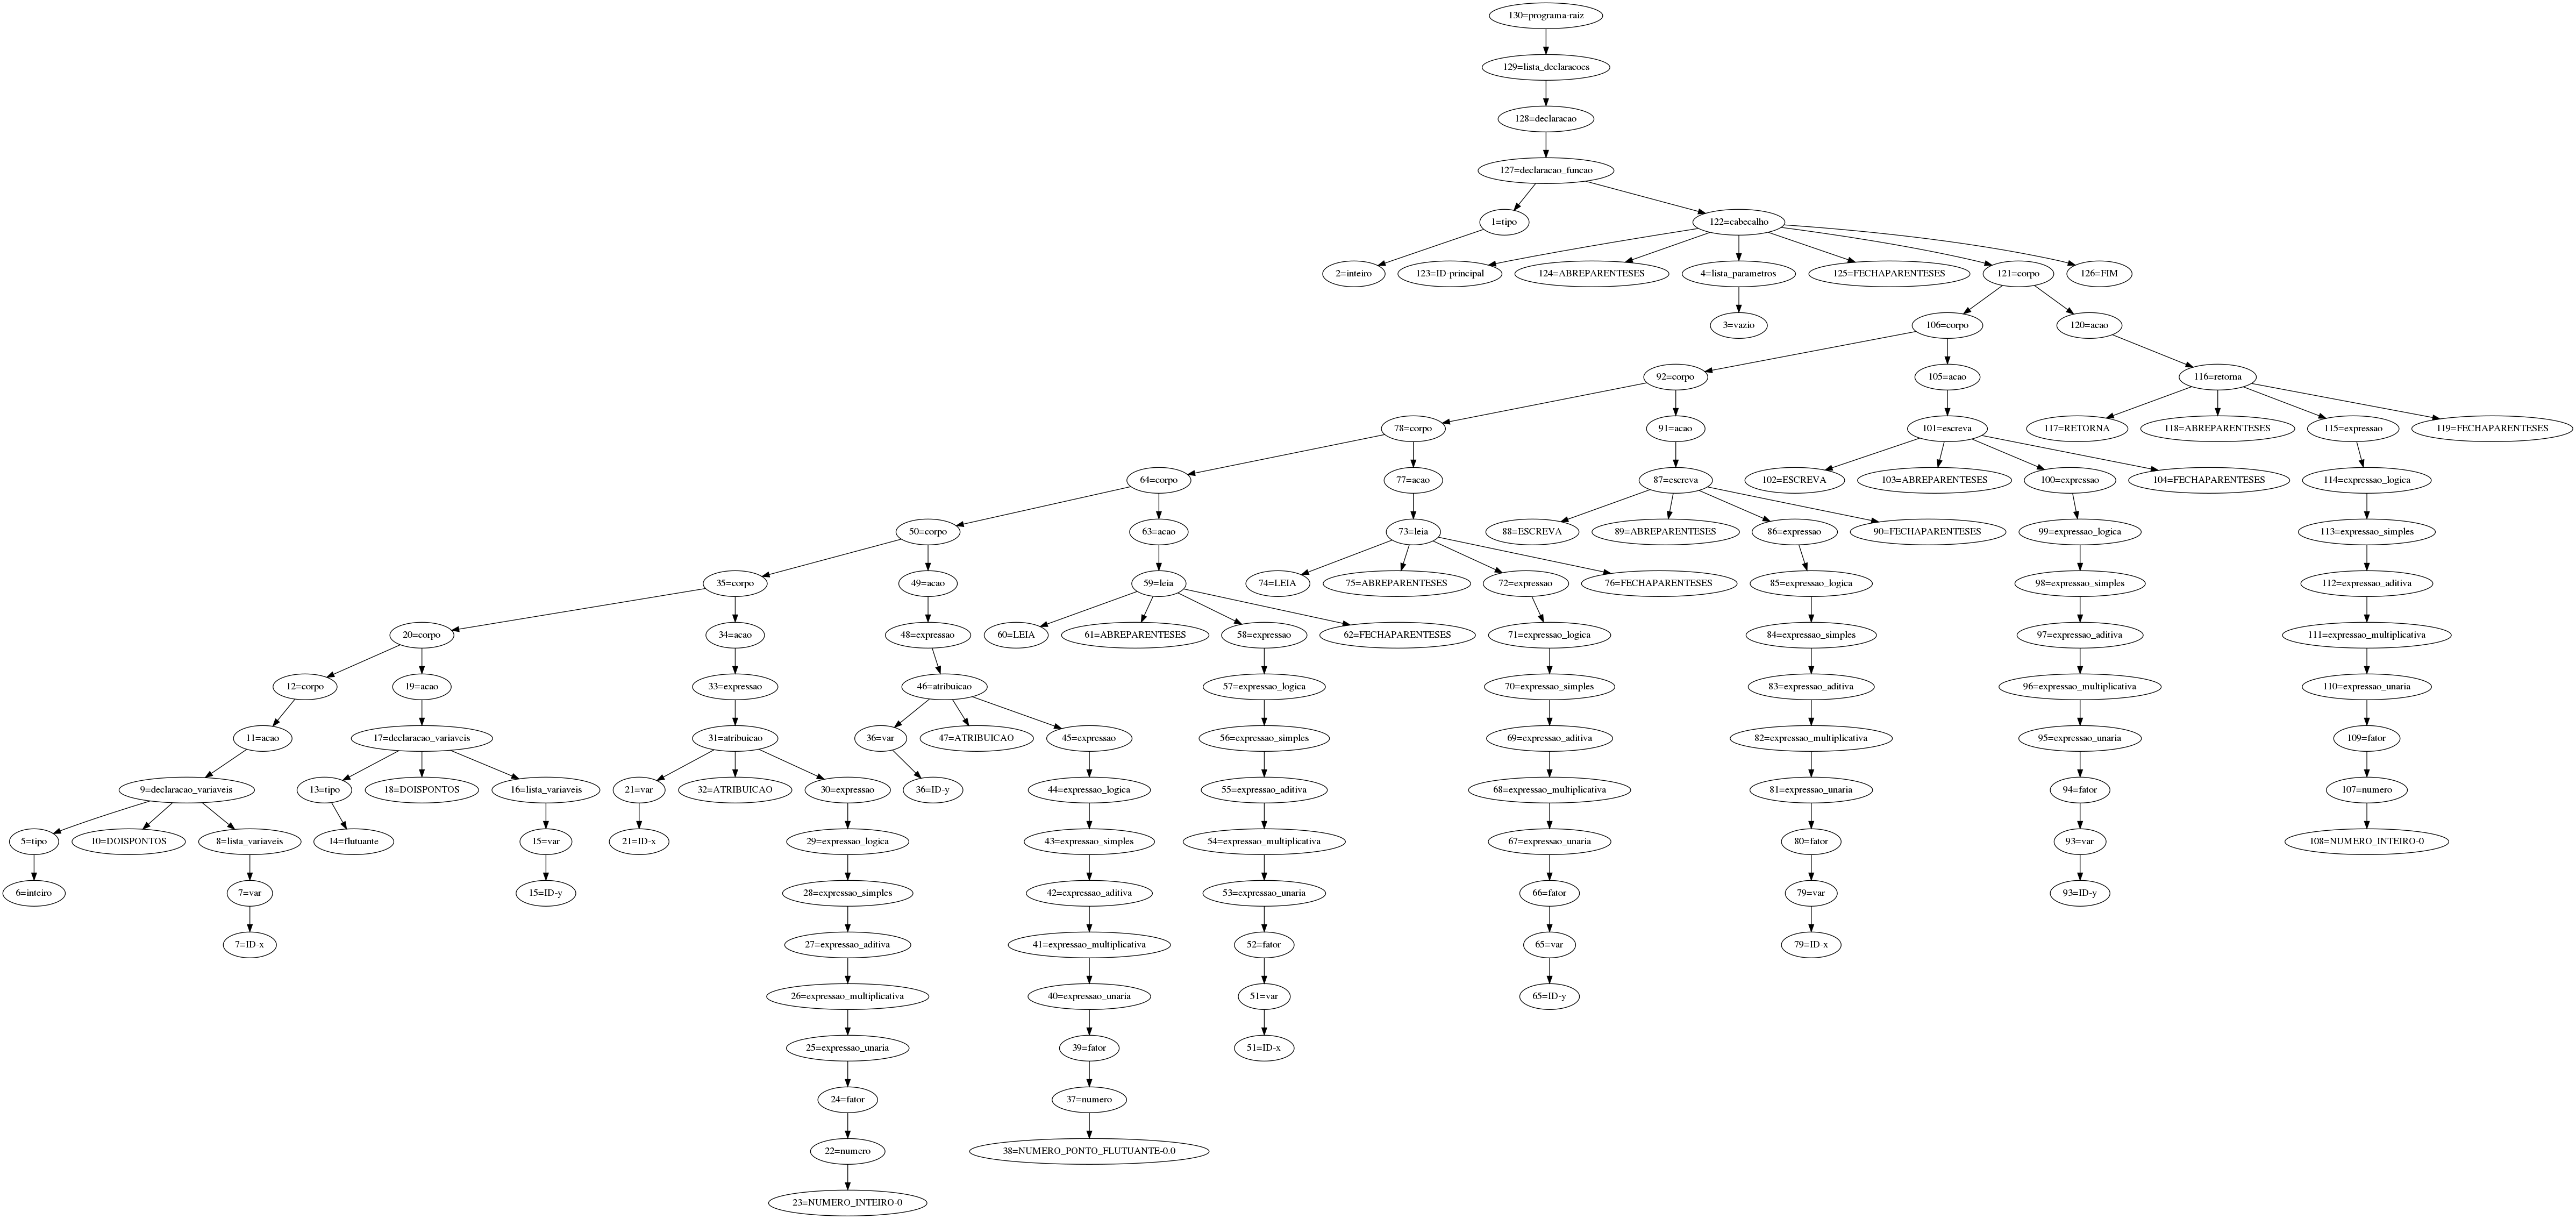 130=programa-raiz
129=lista_declaracoes
128=declaracao
127=declaracao_funcao
1=tipo
122=cabecalho
2=inteiro
123=ID-principal
124=ABREPARENTESES
4=lista_parametros
125=FECHAPARENTESES
121=corpo
126=FIM
3=vazio
106=corpo
120=acao
92=corpo
105=acao
116=retorna
78=corpo
91=acao
101=escreva
117=RETORNA
118=ABREPARENTESES
115=expressao
119=FECHAPARENTESES
64=corpo
77=acao
87=escreva
102=ESCREVA
103=ABREPARENTESES
100=expressao
104=FECHAPARENTESES
114=expressao_logica
50=corpo
63=acao
73=leia
88=ESCREVA
89=ABREPARENTESES
86=expressao
90=FECHAPARENTESES
99=expressao_logica
113=expressao_simples
35=corpo
49=acao
59=leia
74=LEIA
75=ABREPARENTESES
72=expressao
76=FECHAPARENTESES
85=expressao_logica
98=expressao_simples
112=expressao_aditiva
20=corpo
34=acao
48=expressao
60=LEIA
61=ABREPARENTESES
58=expressao
62=FECHAPARENTESES
71=expressao_logica
84=expressao_simples
97=expressao_aditiva
111=expressao_multiplicativa
12=corpo
19=acao
33=expressao
46=atribuicao
57=expressao_logica
70=expressao_simples
83=expressao_aditiva
96=expressao_multiplicativa
110=expressao_unaria
11=acao
17=declaracao_variaveis
31=atribuicao
36=var
47=ATRIBUICAO
45=expressao
56=expressao_simples
69=expressao_aditiva
82=expressao_multiplicativa
95=expressao_unaria
109=fator
9=declaracao_variaveis
13=tipo
18=DOISPONTOS
16=lista_variaveis
21=var
32=ATRIBUICAO
30=expressao
36=ID-y
44=expressao_logica
55=expressao_aditiva
68=expressao_multiplicativa
81=expressao_unaria
94=fator
107=numero
5=tipo
10=DOISPONTOS
8=lista_variaveis
14=flutuante
15=var
21=ID-x
29=expressao_logica
43=expressao_simples
54=expressao_multiplicativa
67=expressao_unaria
80=fator
93=var
108=NUMERO_INTEIRO-0
6=inteiro
7=var
15=ID-y
28=expressao_simples
42=expressao_aditiva
53=expressao_unaria
66=fator
79=var
93=ID-y
7=ID-x
27=expressao_aditiva
41=expressao_multiplicativa
52=fator
65=var
79=ID-x
26=expressao_multiplicativa
40=expressao_unaria
51=var
65=ID-y
25=expressao_unaria
39=fator
51=ID-x
24=fator
37=numero
22=numero
38=NUMERO_PONTO_FLUTUANTE-0.0
23=NUMERO_INTEIRO-0